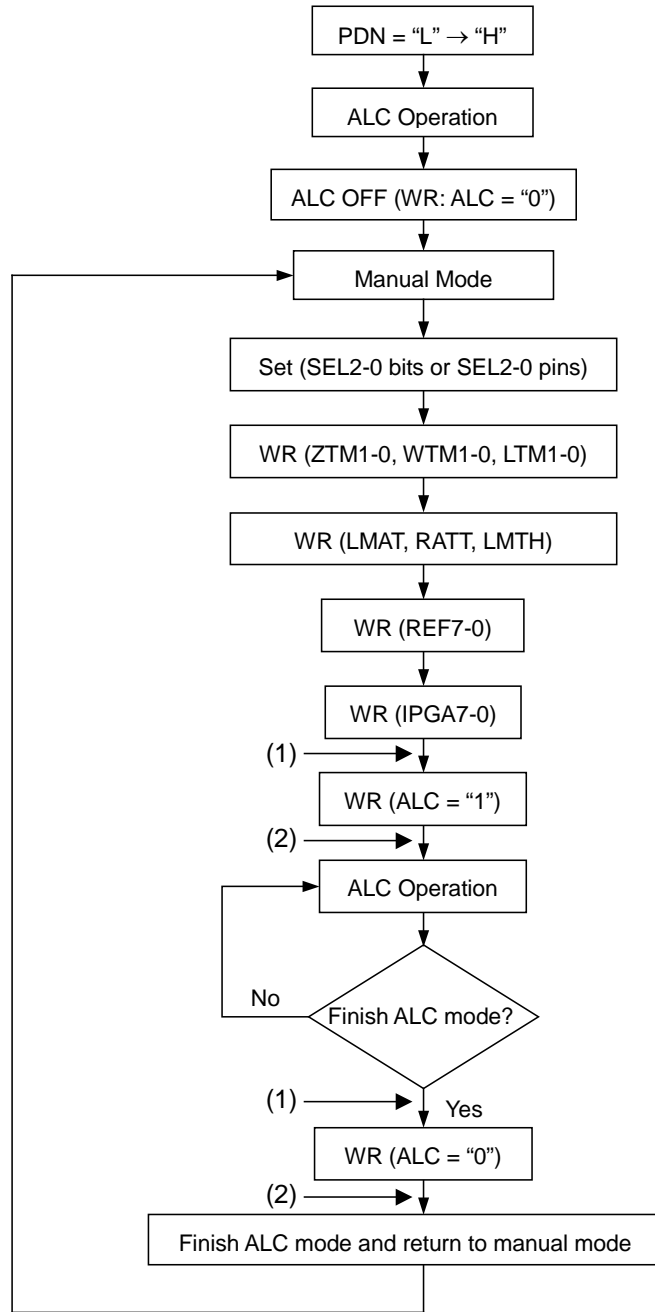 PDN = “L” → “H”
ALC Operation
ALC OFF (WR: ALC = “0”)
Manual Mode
Set (SEL2-0 bits or SEL2-0 pins)
WR (ZTM1-0, WTM1-0, LTM1-0)
WR (LMAT, RATT, LMTH)
WR (REF7-0)
WR (IPGA7-0)
(1)
WR (ALC = “1”)
(2)
ALC Operation
No
Finish ALC mode?
(1)
Yes
WR (ALC = “0”)
(2)
Finish ALC mode and return to manual mode